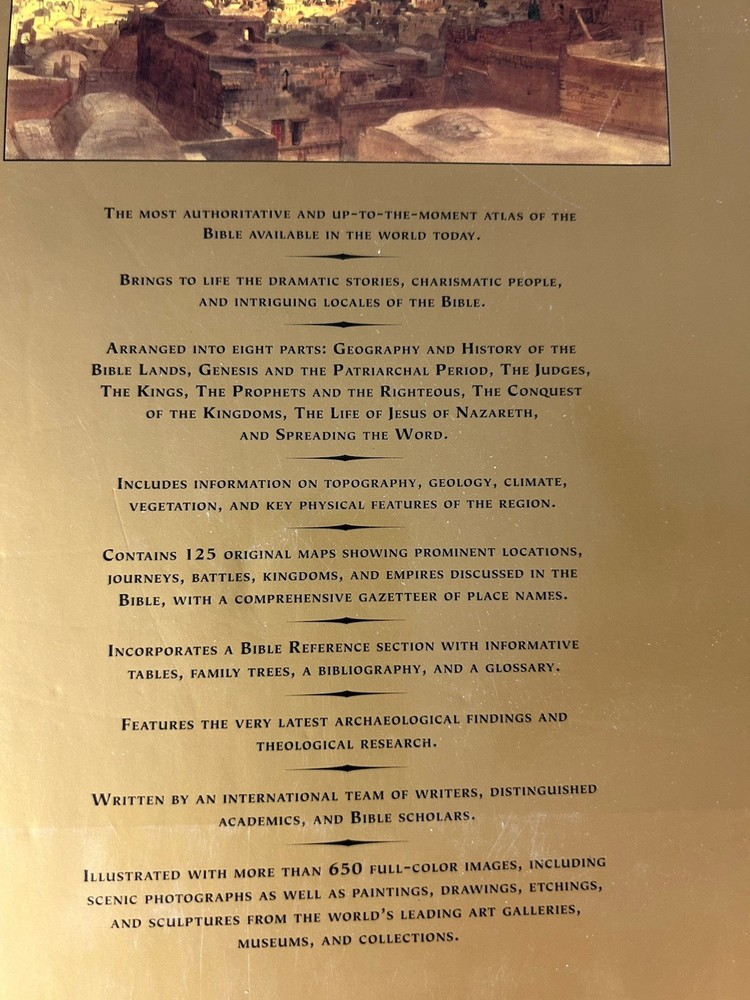 The most authoritative and up-to-the-moment atlas of the
Bible available in the world today.
Brings to life the dramatic stories, charismatic people,
and intriguing locales of the Bible.
Arranged into eight parts: Geography and History of the
Bible Lands, Genesis and the Patriarchal Period, The Judges,
The Kings, The Prophets and the Righteous, The Conquest
of the Kingdoms, The Life of Jesus of Nazareth,
and Spreading the Word.
Includes information on topography, geology, climate,
vegetation, and key physical features of the region.
Contains 125 original maps showing prominent locations,
journeys, battles, kingdoms, and empires discussed in the
Bible, with a comprehensive gazetteer of place names.
Incorporates a Bible Reference section with informative
tables, family trees, a bibliography, and a glossary.
Features the very latest archaeological findings and
theological research.
Written by an international team of writers, distinguished
academics, and Bible scholars.
Illustrated with more than 650 full-color images, including
scenic photographs as well as paintings, drawings, etchings,
and sculptures from the world's leading art galleries,
museums, and collections.